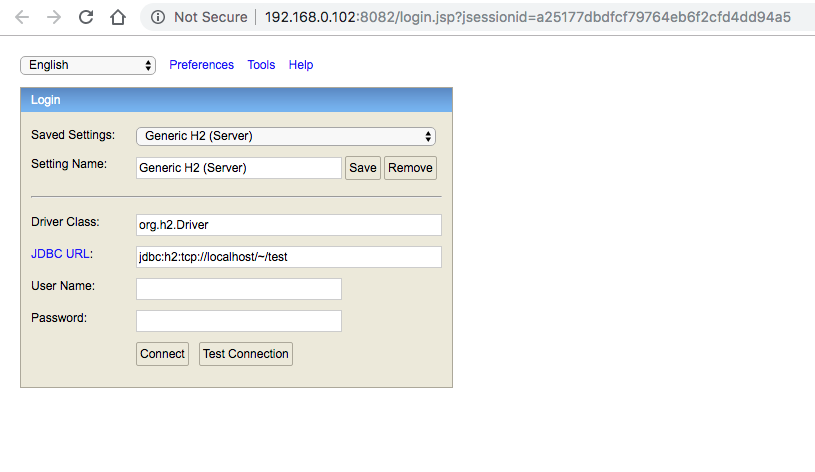 Not Secure | 192.168.0.102:8082/login.jsp?jsessionid=a25177dbdfcf79764eb6f2cfd4dd94a5
English Preferences Tools Help
Login
Saved Settings: Generic H2 (Server)
Setting Name: Generic H2 (Server) Save Remove
Driver Class: org.h2.Driver
JDBC URL: jdbc:h2:tcp://localhost/~/test
User Name:
Password:
Connect Test Connection